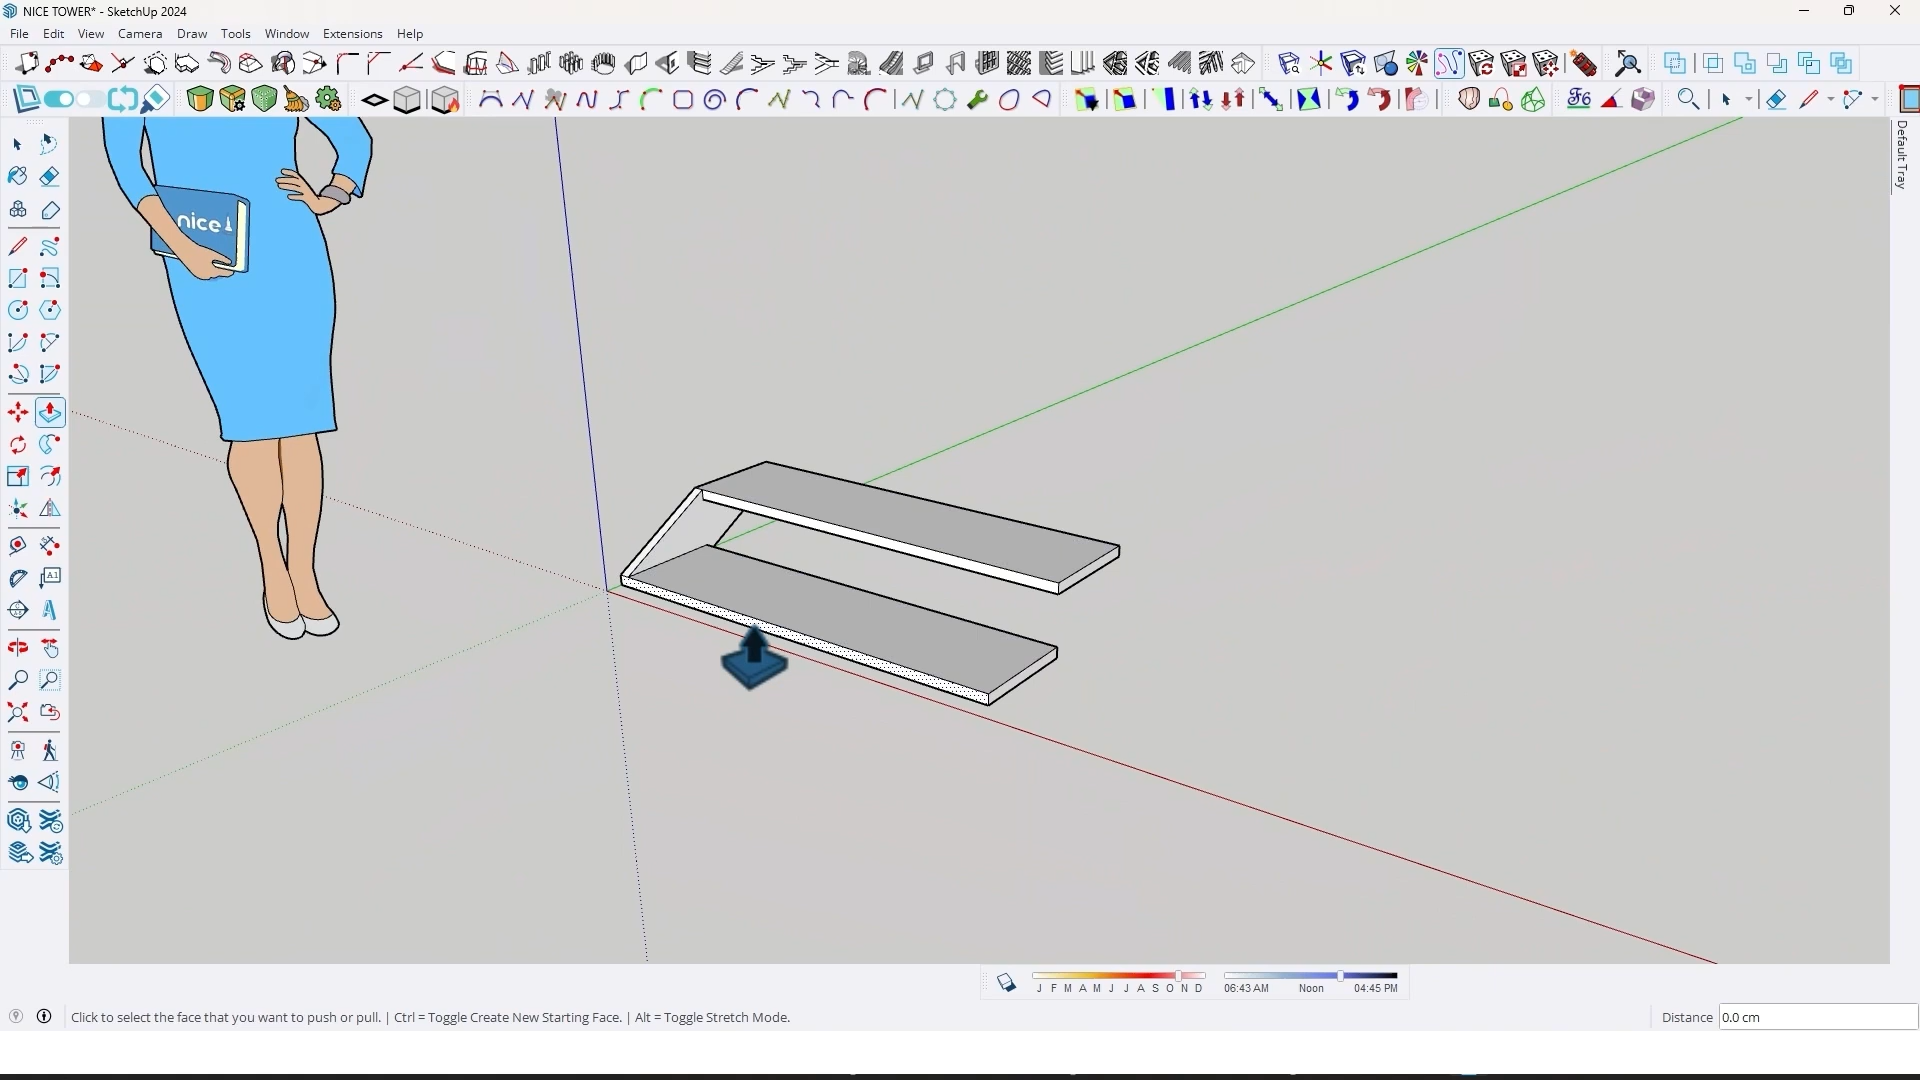 NICE TOWER* - SketchUp 2024
File Edit View Camera Draw Tools Window Extensions Help
F6
Default Tray
nice
A1
J F M A M J J A S O N D
06:43 AM Noon 04:45 PM
Click to select the face that you want to push or pull. | Ctrl = Toggle Create New Starting Face. | Alt = Toggle Stretch Mode.
Distance 0.0 cm